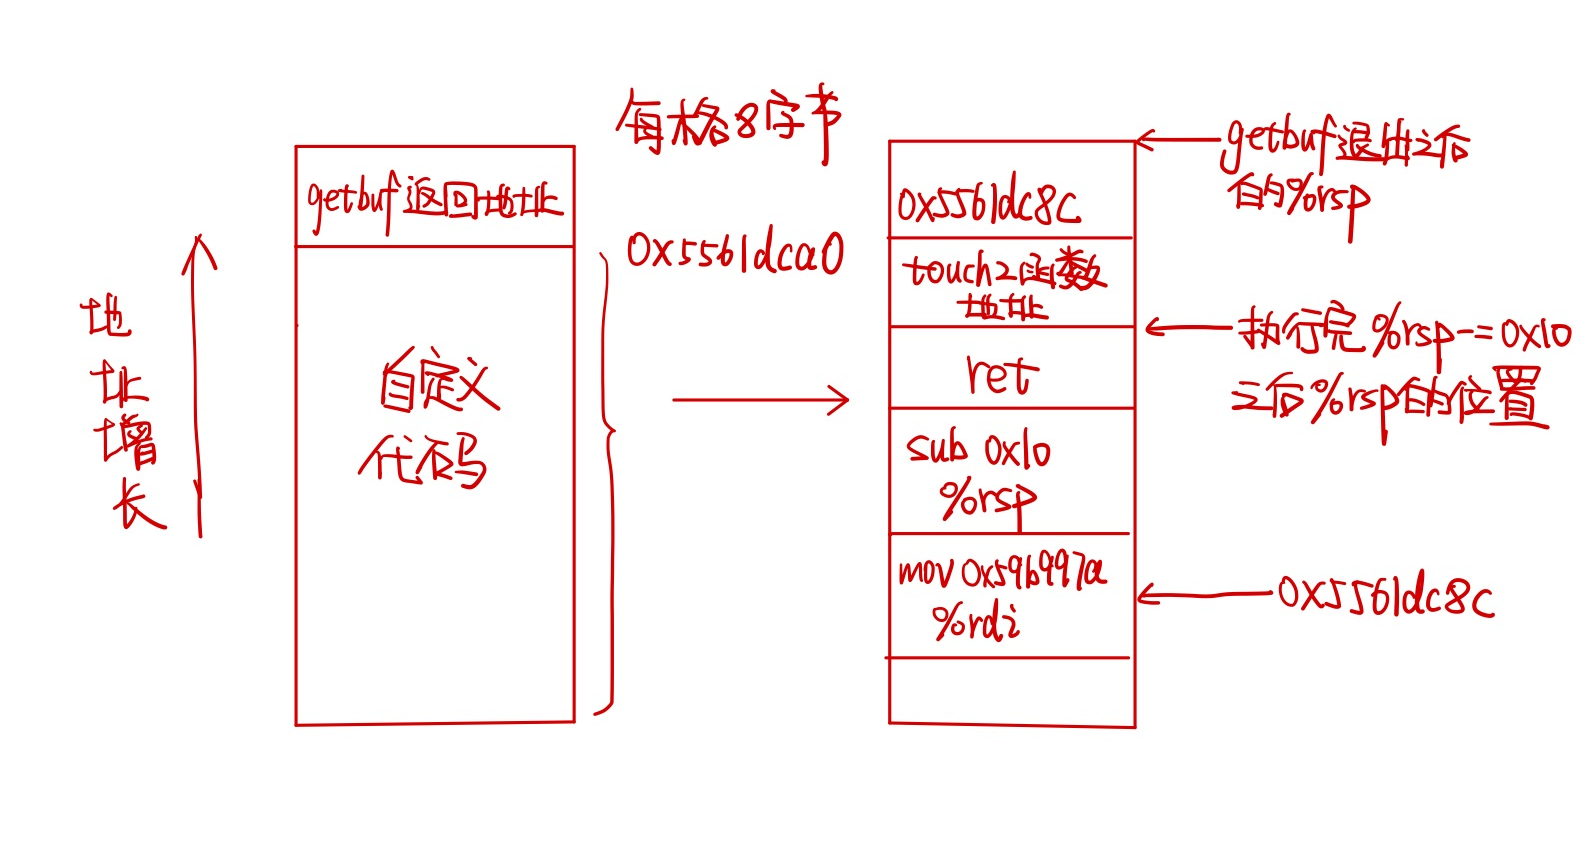 每格8字节
getbuf返回地址
0x5561dca0
地
址
增
长
自定义
代码
0x5561dc8c
touch2函数
地址
ret
sub 0x10
%rsp
mov 0x59b997a
%rdi
getbuf退出之后
的%rsp
执行完%rsp-=0x10
之后%rsp的位置
0x5561dc8c